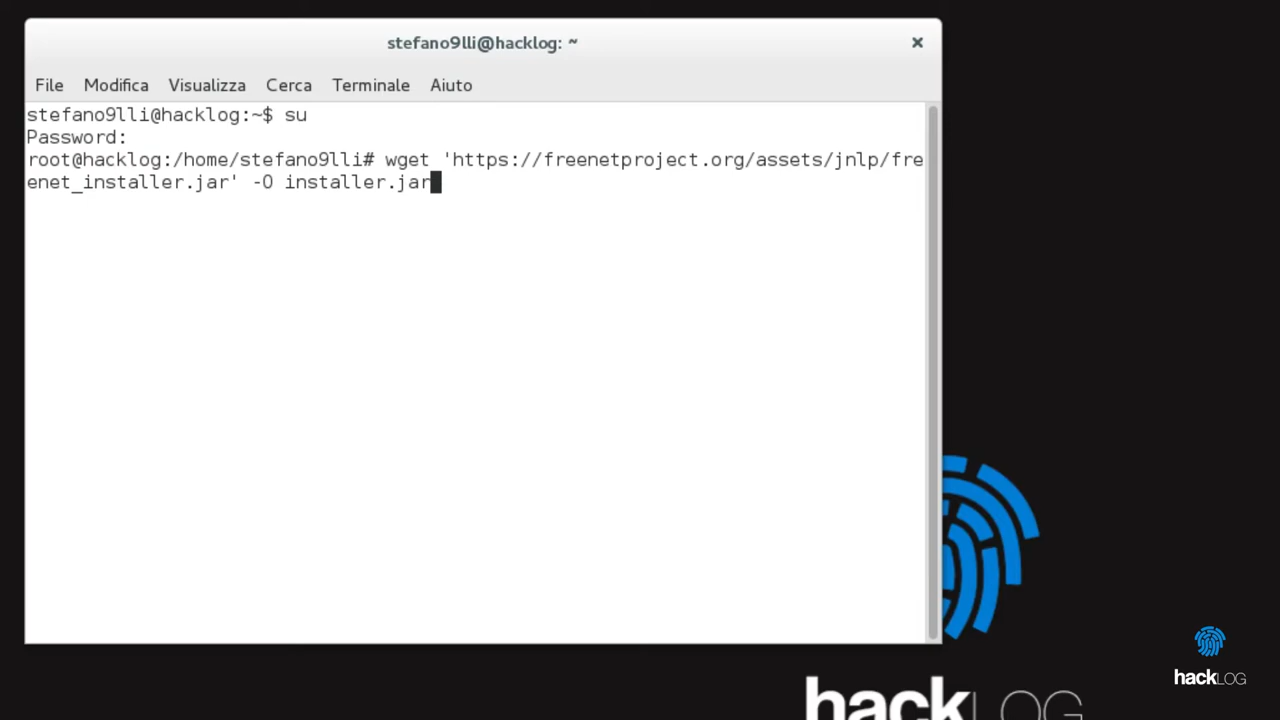 stefano9lli@hacklog: ~
File Modifica Visualizza Cerca Terminale Aiuto
stefano9lli@hacklog:~$ su
Password:
root@hacklog:/home/stefano9lli# wget 'https://freenetproject.org/assets/jnlp/fre
enet_installer.jar' -O installer.jar
hackLOG
hackLOG